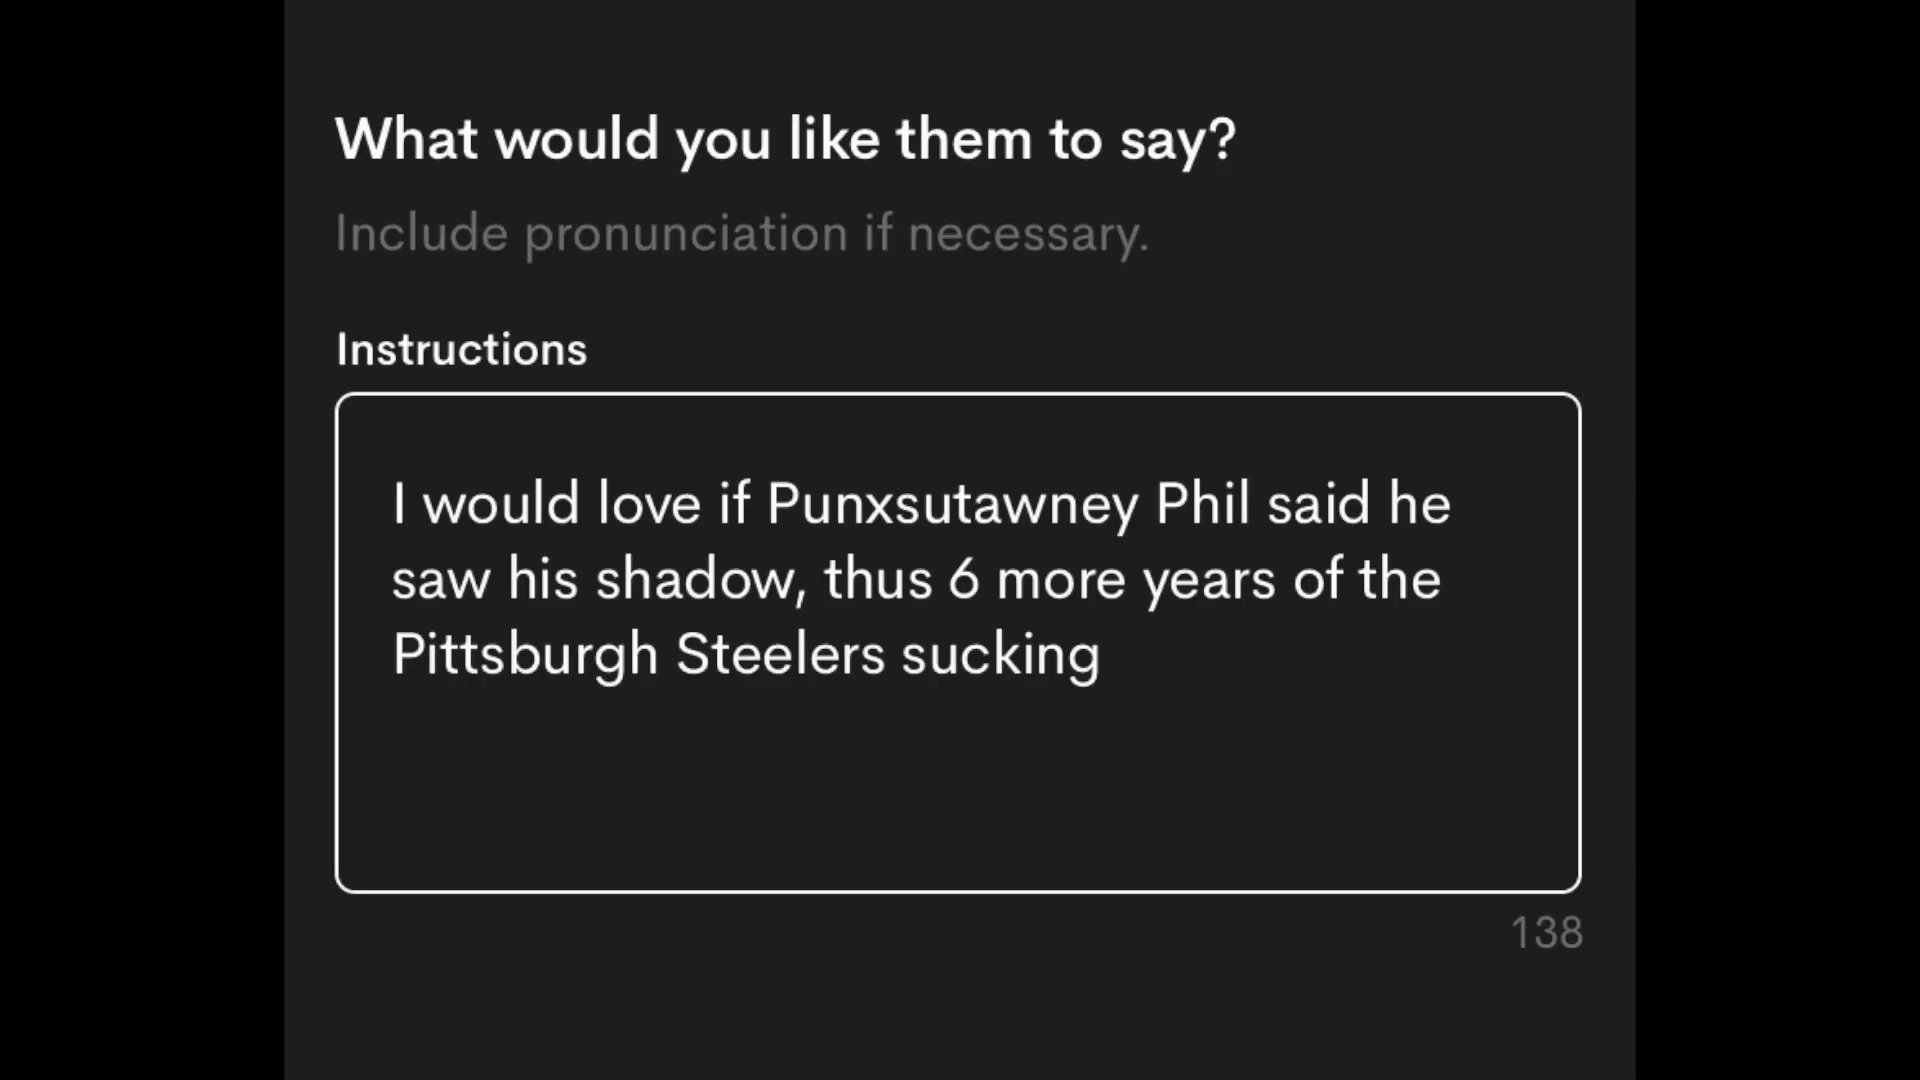 What would you like them to say?
Include pronunciation if necessary.
Instructions
I would love if Punxsutawney Phil said he
saw his shadow, thus 6 more years of the
Pittsburgh Steelers sucking
138